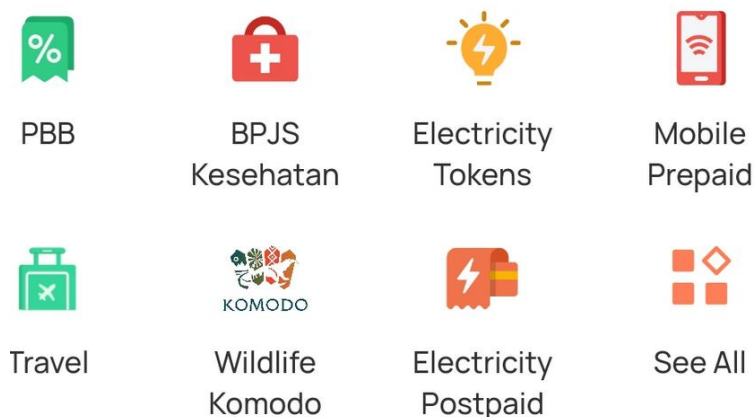 %
PBB
BPJS
Kesehatan
Electricity
Tokens
Mobile
Prepaid
Travel
KOMODO
Wildlife
Komodo
Electricity
Postpaid
See All